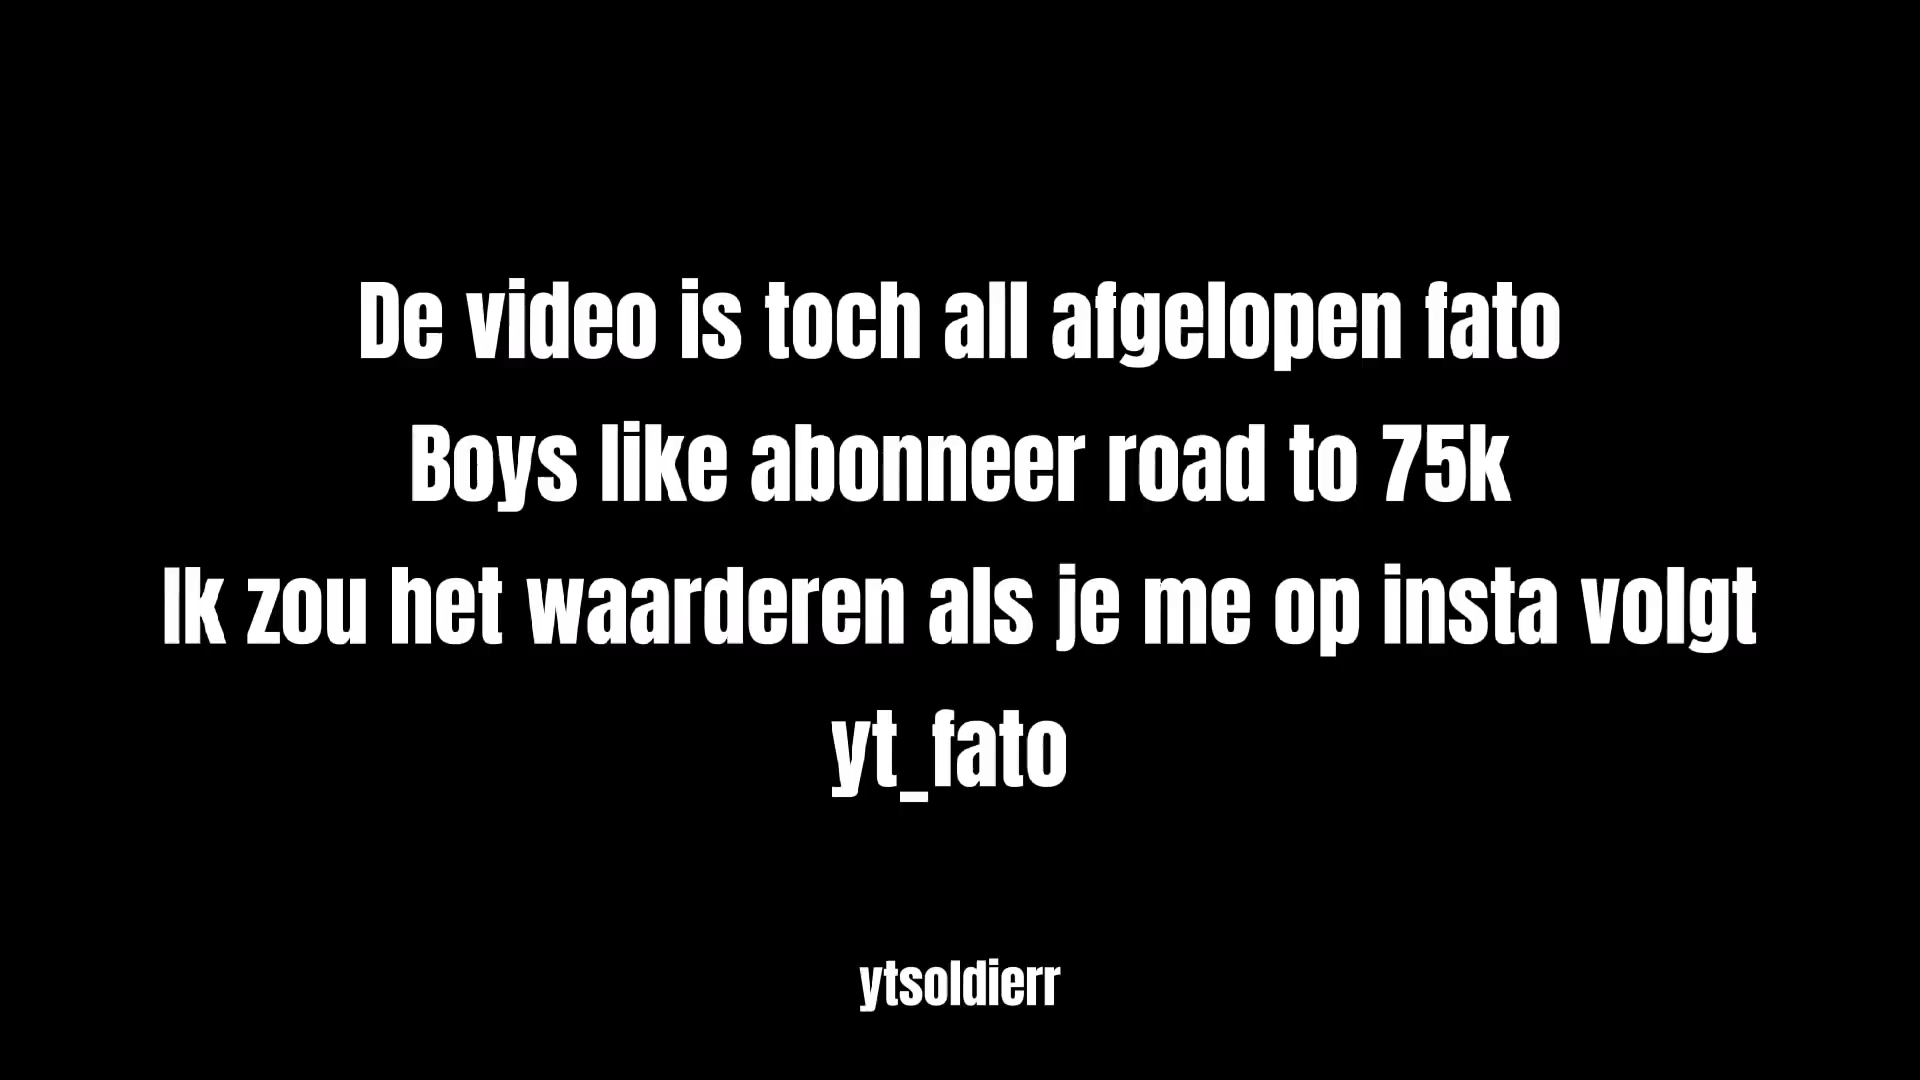 De video is toch all afgelopen fato
Boys like abonneer road to 75k
Ik zou het waarderen als je me op insta volgt
yt_fato
ytsoldierr